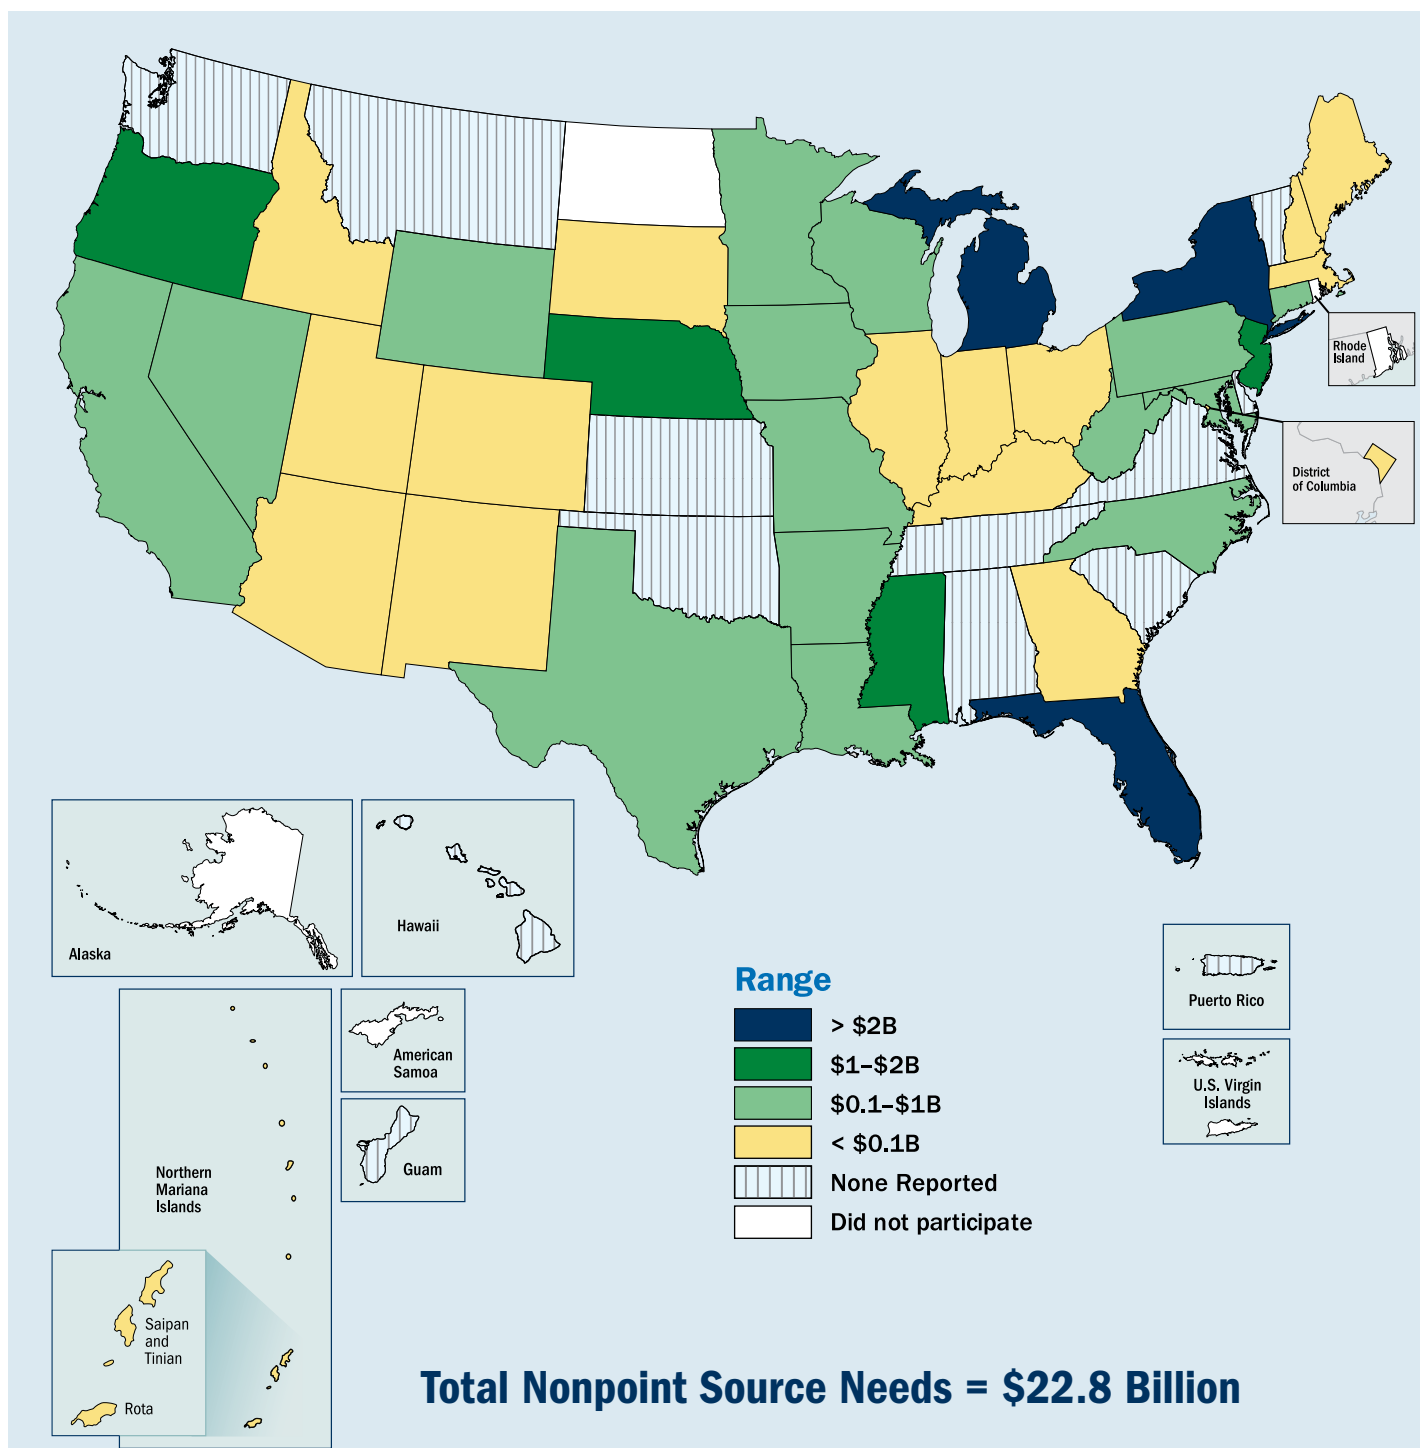 Rhode
Island
District
of Columbia
Alaska
Hawaii
American
Samoa
Guam
Northern
Mariana
Islands
Saipan
and
Tinian
Rota
Range
> $2B
$1–$2B
$0.1–$1B
< $0.1B
None Reported
Did not participate
Puerto Rico
U.S. Virgin
Islands
Total Nonpoint Source Needs = $22.8 Billion